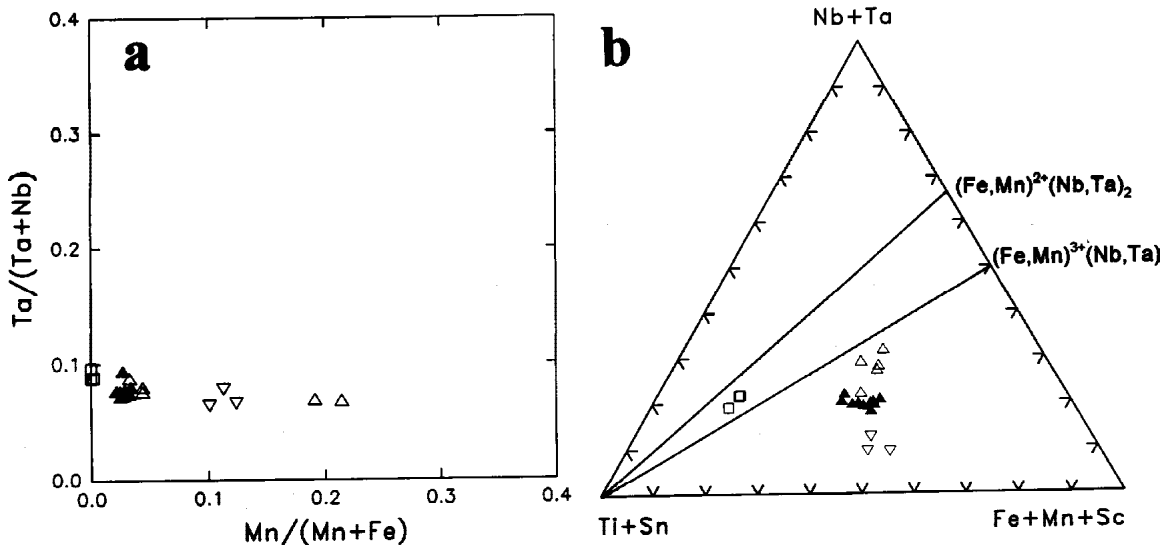 a
0.4
0.3
0.2
0.1
0.0
Ta/(Ta+Nb)
0.0
0.1
0.2
0.3
0.4
Mn/(Mn+Fe)
b
Nb+Ta
(Fe,Mn)²⁺(Nb,Ta)₂
(Fe,Mn)³⁺(Nb,Ta)
Ti+Sn
Fe+Mn+Sc